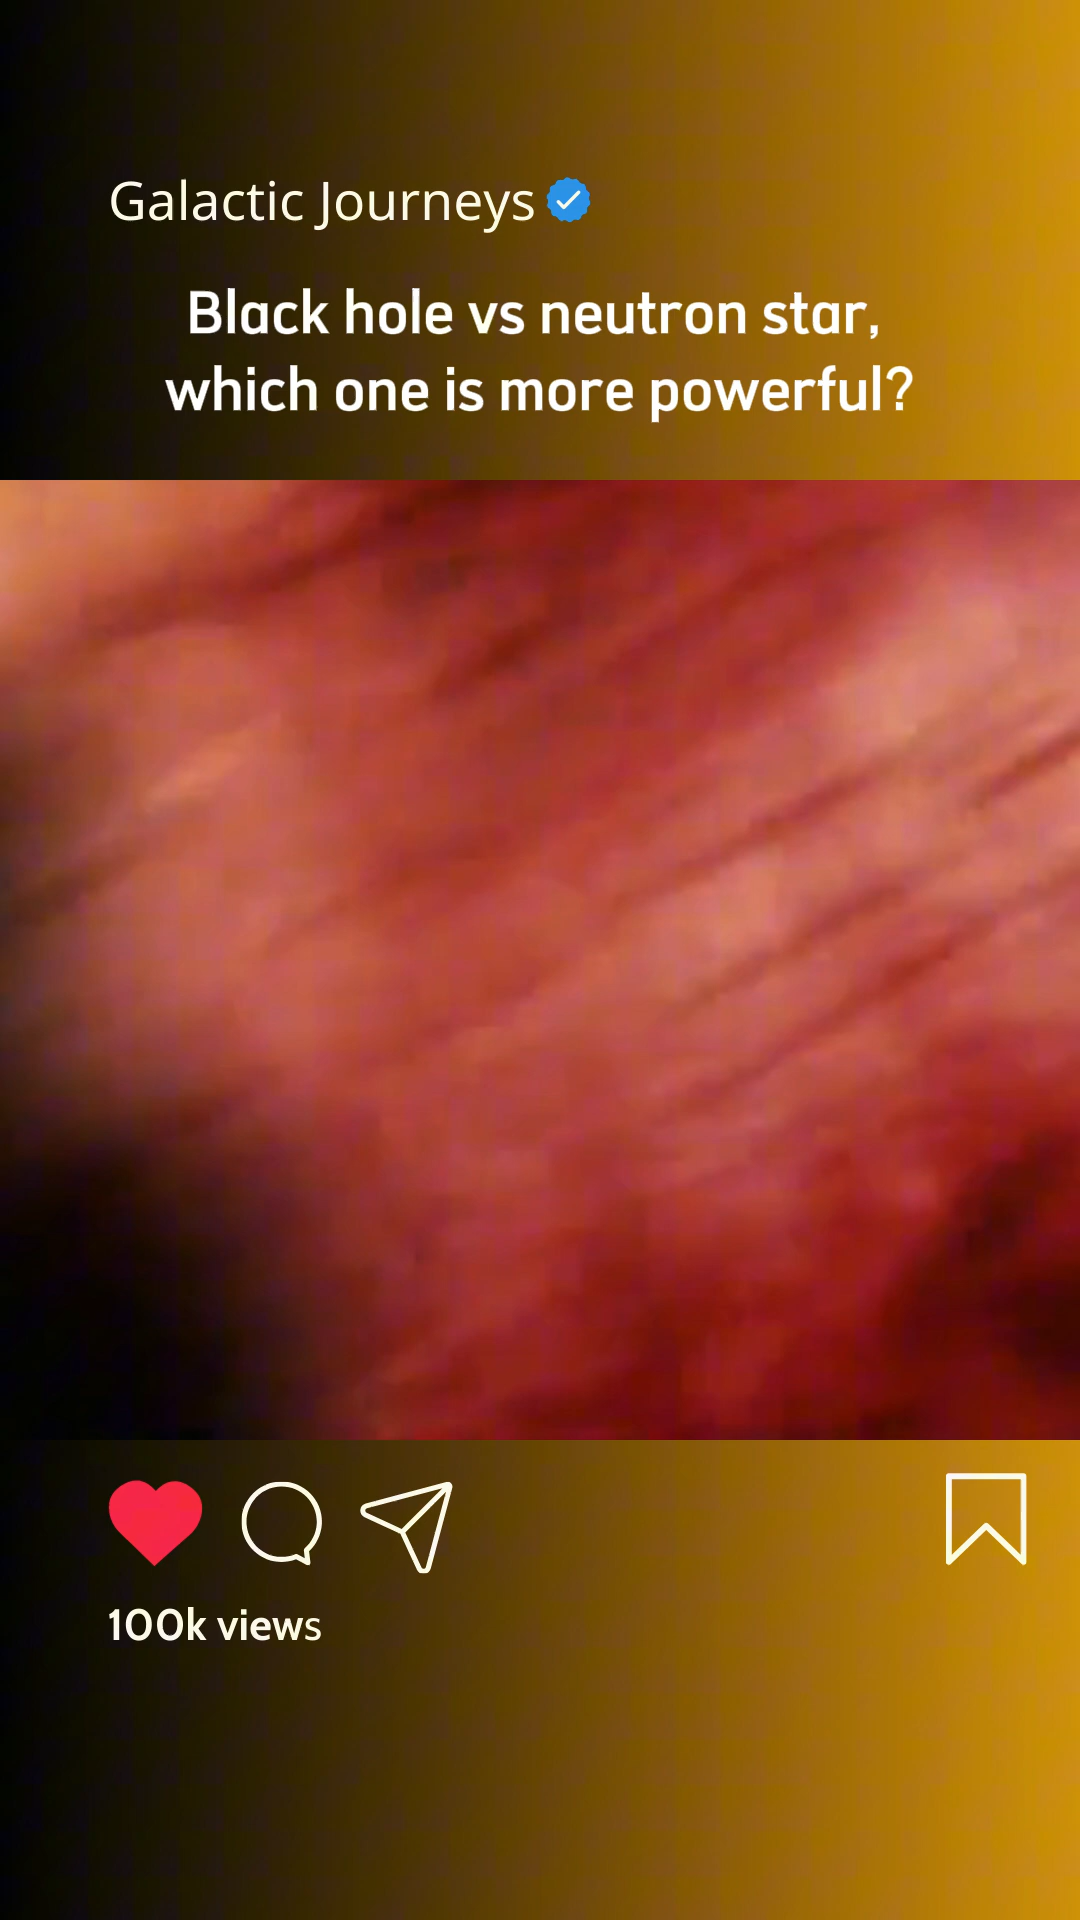 Galactic Journeys
Black hole vs neutron star,
which one is more powerful?
100k views